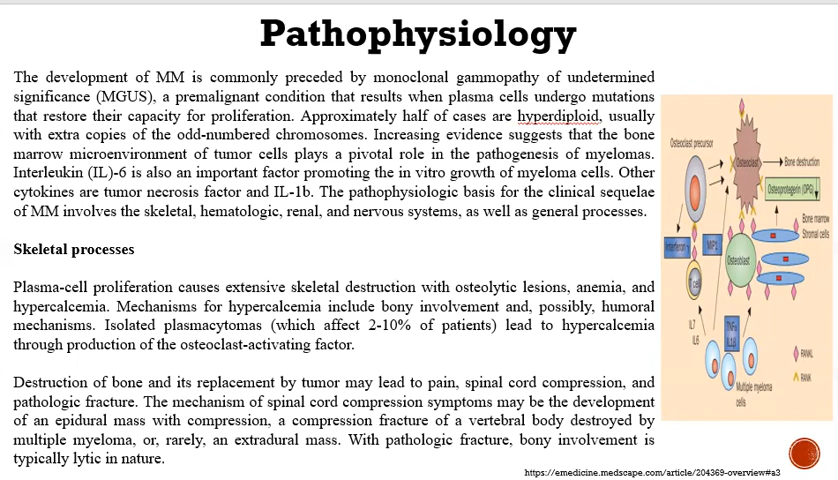 Pathophysiology
The development of MM is commonly preceded by monoclonal gammopathy of undetermined
significance (MGUS), a premalignant condition that results when plasma cells undergo mutations
that restore their capacity for proliferation. Approximately half of cases are hyperdiploid, usually
with extra copies of the odd-numbered chromosomes. Increasing evidence suggests that the bone
marrow microenvironment of tumor cells plays a pivotal role in the pathogenesis of myelomas.
Interleukin (IL)-6 is also an important factor promoting the in vitro growth of myeloma cells. Other
cytokines are tumor necrosis factor and IL-1b. The pathophysiologic basis for the clinical sequelae
of MM involves the skeletal, hematologic, renal, and nervous systems, as well as general processes.
Skeletal processes
Plasma-cell proliferation causes extensive skeletal destruction with osteolytic lesions, anemia, and
hypercalcemia. Mechanisms for hypercalcemia include bony involvement and, possibly, humoral
mechanisms. Isolated plasmacytomas (which affect 2-10% of patients) lead to hypercalcemia
through production of the osteoclast-activating factor.
Destruction of bone and its replacement by tumor may lead to pain, spinal cord compression, and
pathologic fracture. The mechanism of spinal cord compression symptoms may be the development
of an epidural mass with compression, a compression fracture of a vertebral body destroyed by
multiple myeloma, or, rarely, an extradural mass. With pathologic fracture, bony involvement is
typically lytic in nature.
Osteoclast precursor
Osteoclast
Bone destruction
Osteoprotegerin (OPG)
Bone marrow
Stromal cells
MIP1
Osteoblast
T cell
IL7
IL6
TNFa
Multiple myeloma
cells
RANKL
RANK
https://emedicine.medscape.com/article/204369-overview#a3